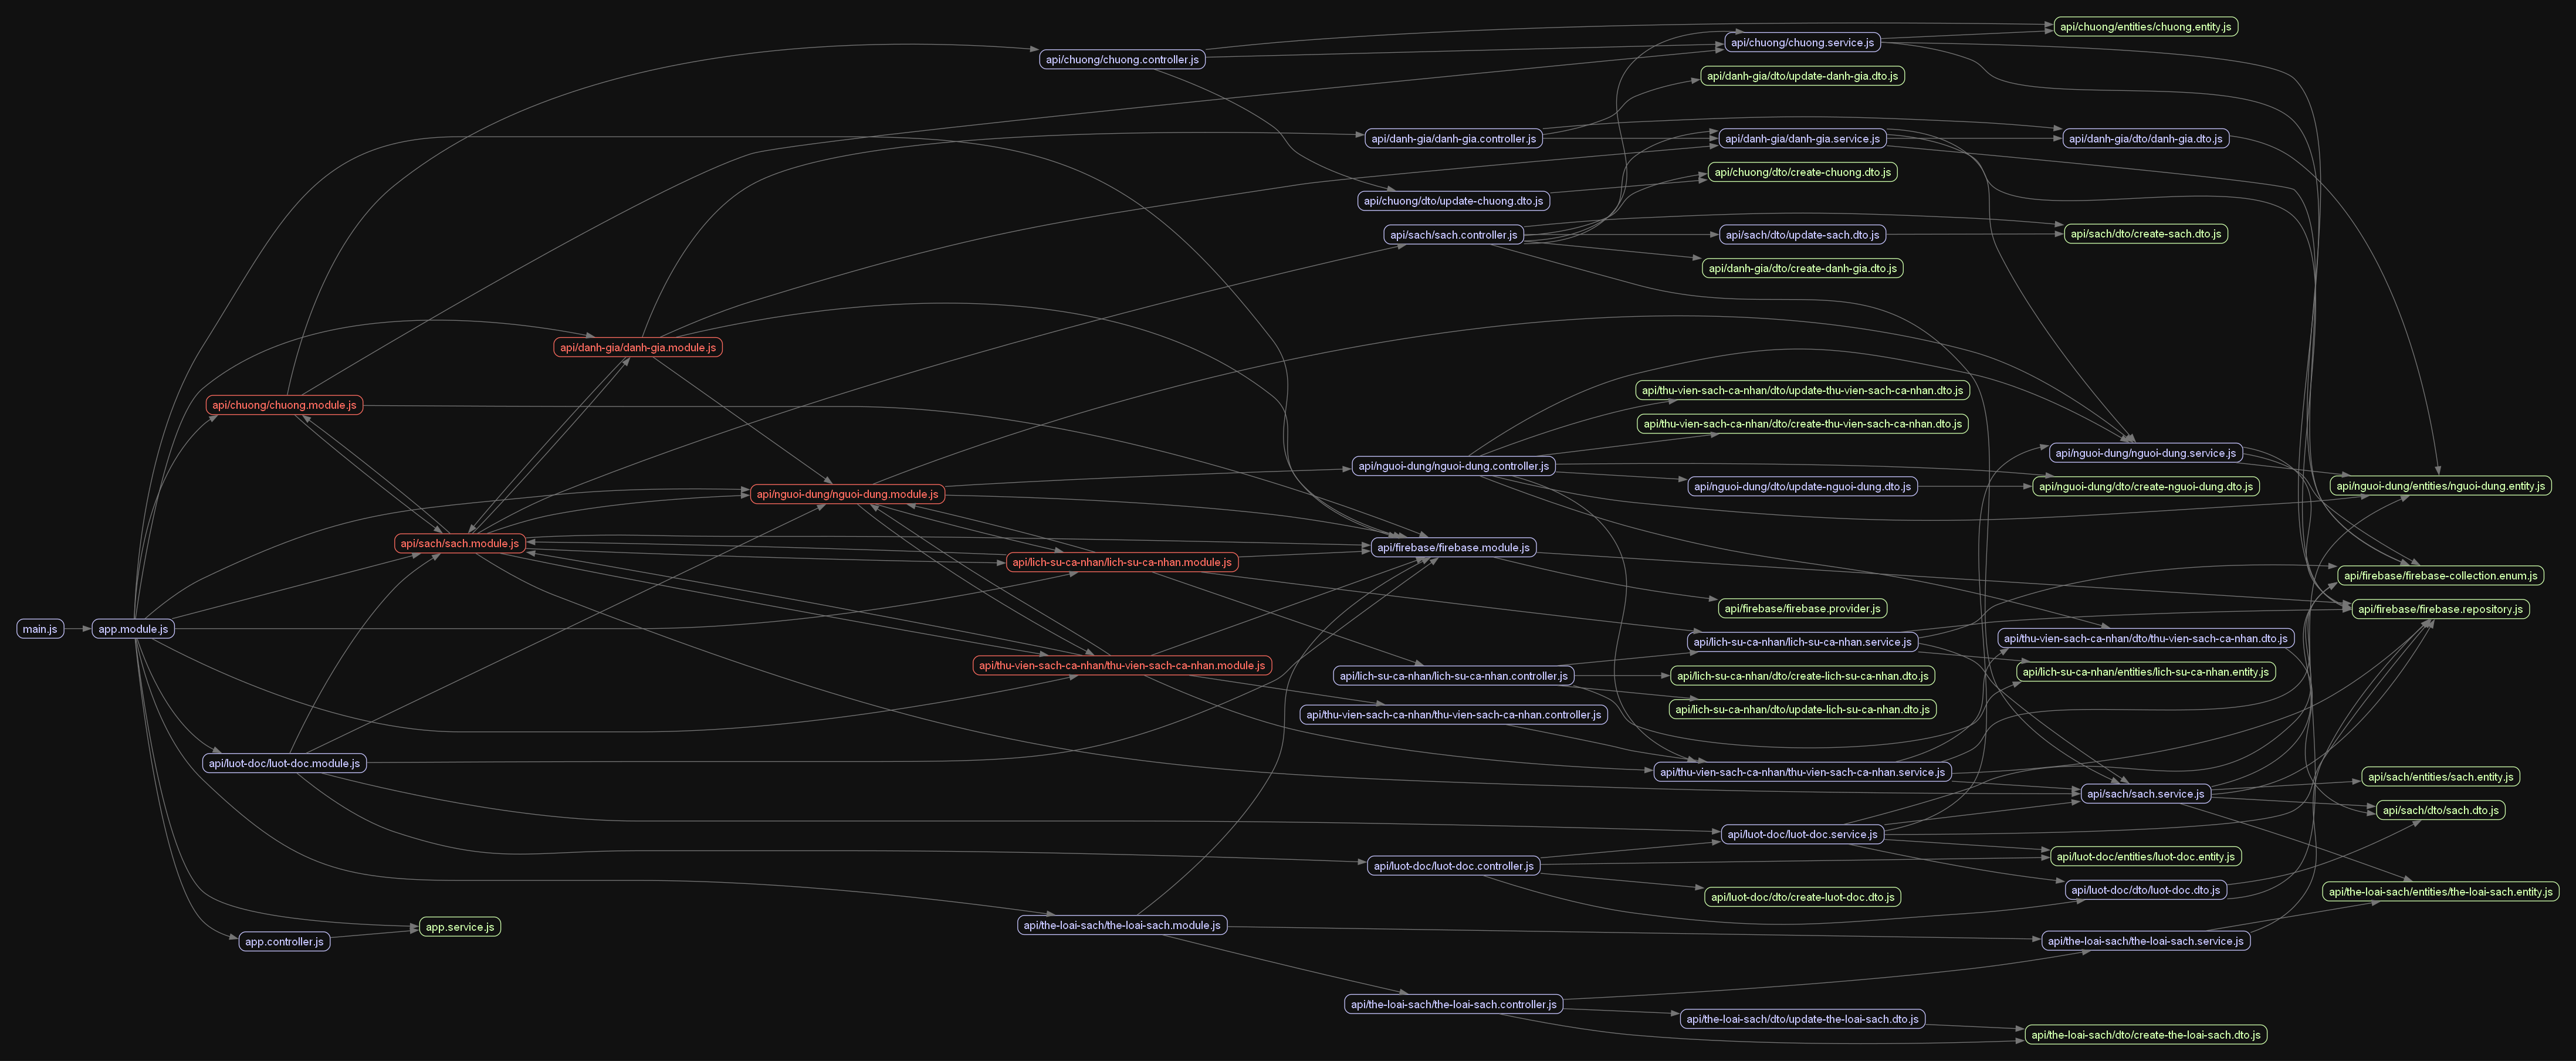 api/chuong/entities/chuong.entity.js
api/chuong/chuong.service.js
api/chuong/chuong.controller.js
api/danh-gia/dto/update-danh-gia.dto.js
api/danh-gia/danh-gia.controller.js
api/danh-gia/danh-gia.service.js
api/danh-gia/dto/danh-gia.dto.js
api/chuong/dto/create-chuong.dto.js
api/chuong/dto/update-chuong.dto.js
api/sach/sach.controller.js
api/sach/dto/update-sach.dto.js
api/sach/dto/create-sach.dto.js
api/danh-gia/dto/create-danh-gia.dto.js
api/danh-gia/danh-gia.module.js
api/thu-vien-sach-ca-nhan/dto/update-thu-vien-sach-ca-nhan.dto.js
api/chuong/chuong.module.js
api/thu-vien-sach-ca-nhan/dto/create-thu-vien-sach-ca-nhan.dto.js
api/nguoi-dung/nguoi-dung.service.js
api/nguoi-dung/nguoi-dung.controller.js
api/nguoi-dung/dto/update-nguoi-dung.dto.js
api/nguoi-dung/dto/create-nguoi-dung.dto.js
api/nguoi-dung/entities/nguoi-dung.entity.js
api/nguoi-dung/nguoi-dung.module.js
api/sach/sach.module.js
api/firebase/firebase.module.js
api/lich-su-ca-nhan/lich-su-ca-nhan.module.js
api/firebase/firebase-collection.enum.js
api/firebase/firebase.provider.js
api/firebase/firebase.repository.js
main.js
app.module.js
api/lich-su-ca-nhan/lich-su-ca-nhan.service.js
api/thu-vien-sach-ca-nhan/dto/thu-vien-sach-ca-nhan.dto.js
api/thu-vien-sach-ca-nhan/thu-vien-sach-ca-nhan.module.js
api/lich-su-ca-nhan/lich-su-ca-nhan.controller.js
api/lich-su-ca-nhan/dto/create-lich-su-ca-nhan.dto.js
api/lich-su-ca-nhan/entities/lich-su-ca-nhan.entity.js
api/thu-vien-sach-ca-nhan/thu-vien-sach-ca-nhan.controller.js
api/lich-su-ca-nhan/dto/update-lich-su-ca-nhan.dto.js
api/luot-doc/luot-doc.module.js
api/thu-vien-sach-ca-nhan/thu-vien-sach-ca-nhan.service.js
api/sach/entities/sach.entity.js
api/sach/sach.service.js
api/sach/dto/sach.dto.js
api/luot-doc/luot-doc.service.js
api/luot-doc/luot-doc.controller.js
api/luot-doc/entities/luot-doc.entity.js
api/luot-doc/dto/create-luot-doc.dto.js
api/luot-doc/dto/luot-doc.dto.js
api/the-loai-sach/entities/the-loai-sach.entity.js
app.service.js
app.controller.js
api/the-loai-sach/the-loai-sach.module.js
api/the-loai-sach/the-loai-sach.service.js
api/the-loai-sach/the-loai-sach.controller.js
api/the-loai-sach/dto/update-the-loai-sach.dto.js
api/the-loai-sach/dto/create-the-loai-sach.dto.js